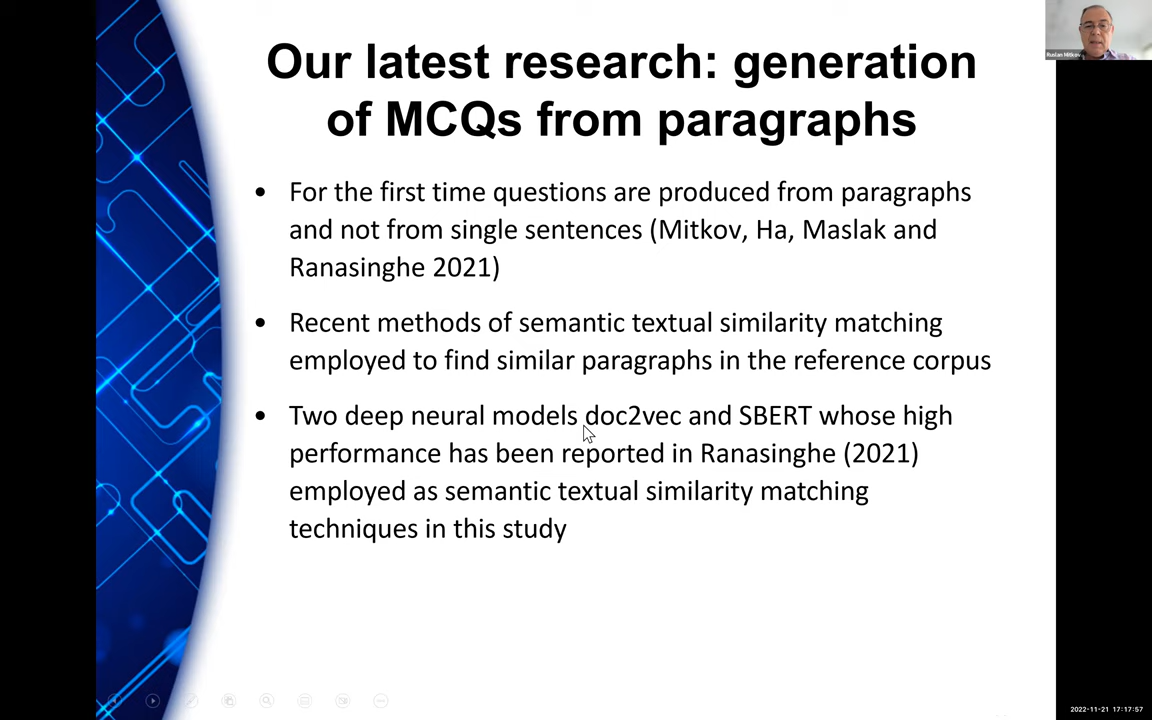 Our latest research: generation
of MCQs from paragraphs
• For the first time questions are produced from paragraphs
and not from single sentences (Mitkov, Ha, Maslak and
Ranasinghe 2021)
• Recent methods of semantic textual similarity matching
employed to find similar paragraphs in the reference corpus
• Two deep neural models doc2vec and SBERT whose high
performance has been reported in Ranasinghe (2021)
employed as semantic textual similarity matching
techniques in this study
Ruslan Mitkov
2022-11-21 17:17:57